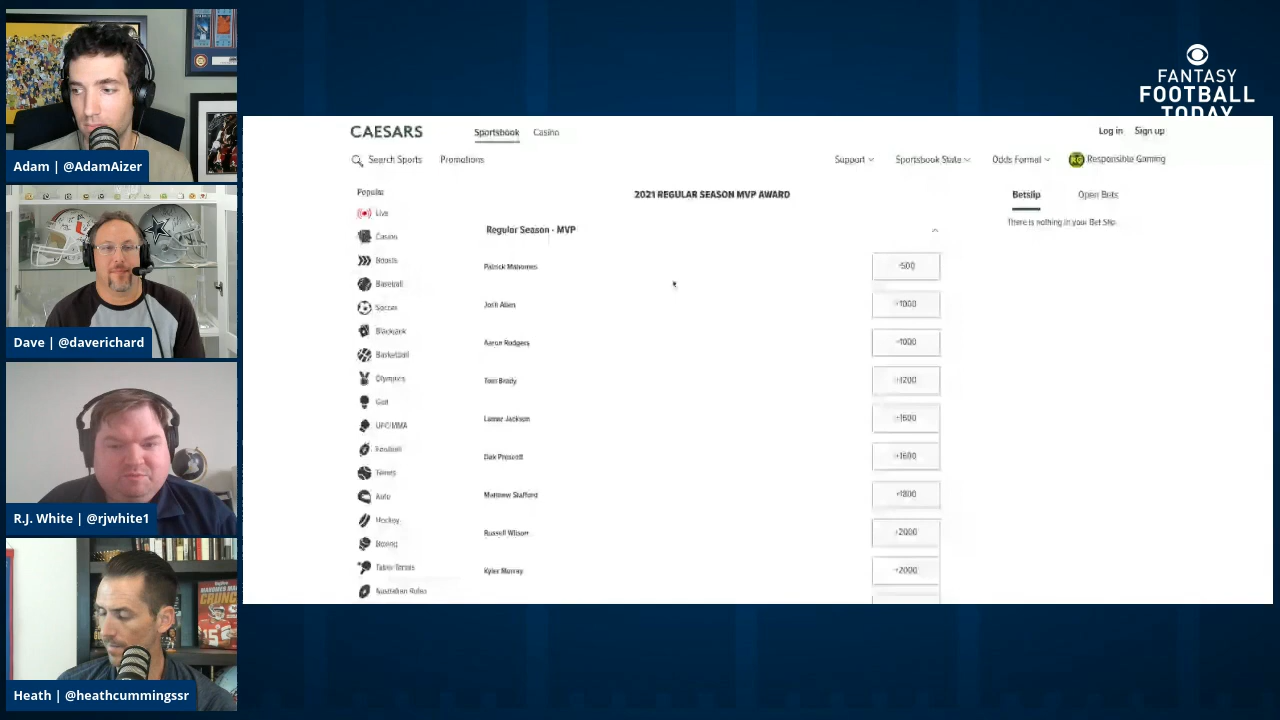 FANTASY
FOOTBALL
TODAY
Adam | @AdamAizer
Dave | @daverichard
R.J. White | @rjwhite1
Heath | @heathcummingssr
CAESARS
Sportsbook Casino
Log in Sign up
Search Sports Promotions
Support Sportsbook State Odds Format RG Responsible Gaming
Popular
Live
Casino
Boosts
Baseball
Soccer
Blackjack
Basketball
Olympics
Golf
UFC/MMA
Football
Tennis
Auto
Hockey
Boxing
Table Tennis
Australian Rules
2021 REGULAR SEASON MVP AWARD
Regular Season - MVP
Patrick Mahomes
Josh Allen +1000
Aaron Rodgers +1000
Tom Brady +1200
Lamar Jackson +1600
Dak Prescott +1600
Matthew Stafford +1800
Russell Wilson +2000
Kyler Murray +2000
Betslip Open Bets
There is nothing in your Bet Slip.